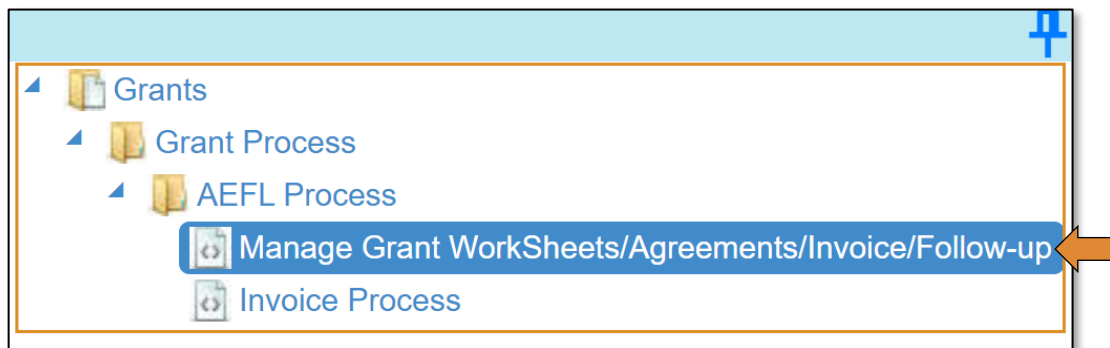 Grants
Grant Process
AEFL Process
Manage Grant WorkSheets/Agreements/Invoice/Follow-up
Invoice Process